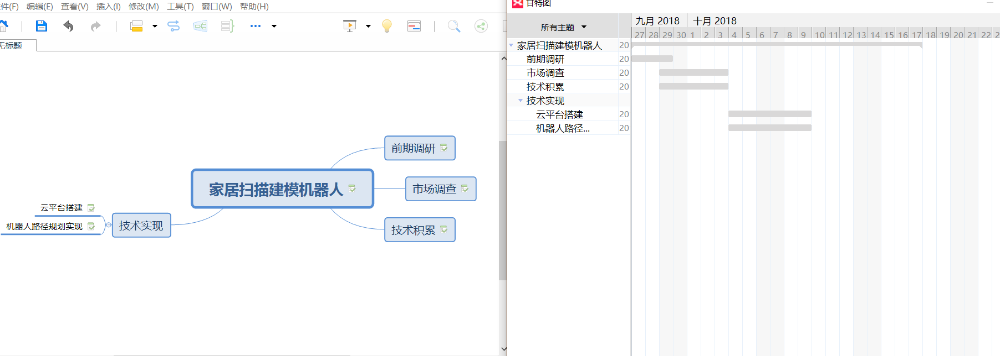 件(F) 编辑(E) 查看(V) 插入(I) 修改(M) 工具(T) 窗口(W) 帮助(H)
无标题
前期调研
家居扫描建模机器人
市场调查
云平台搭建
机器人路径规划实现
技术实现
技术积累
甘特图
所有主题
九月 2018 十月 2018
27 28 29 30 1 2 3 4 5 6 7 8 9 10 11 12 13 14 15 16 17 18 19 20 21 22 2
家居扫描建模机器人 20
前期调研 20
市场调查 20
技术积累 20
技术实现
云平台搭建 20
机器人路径... 20